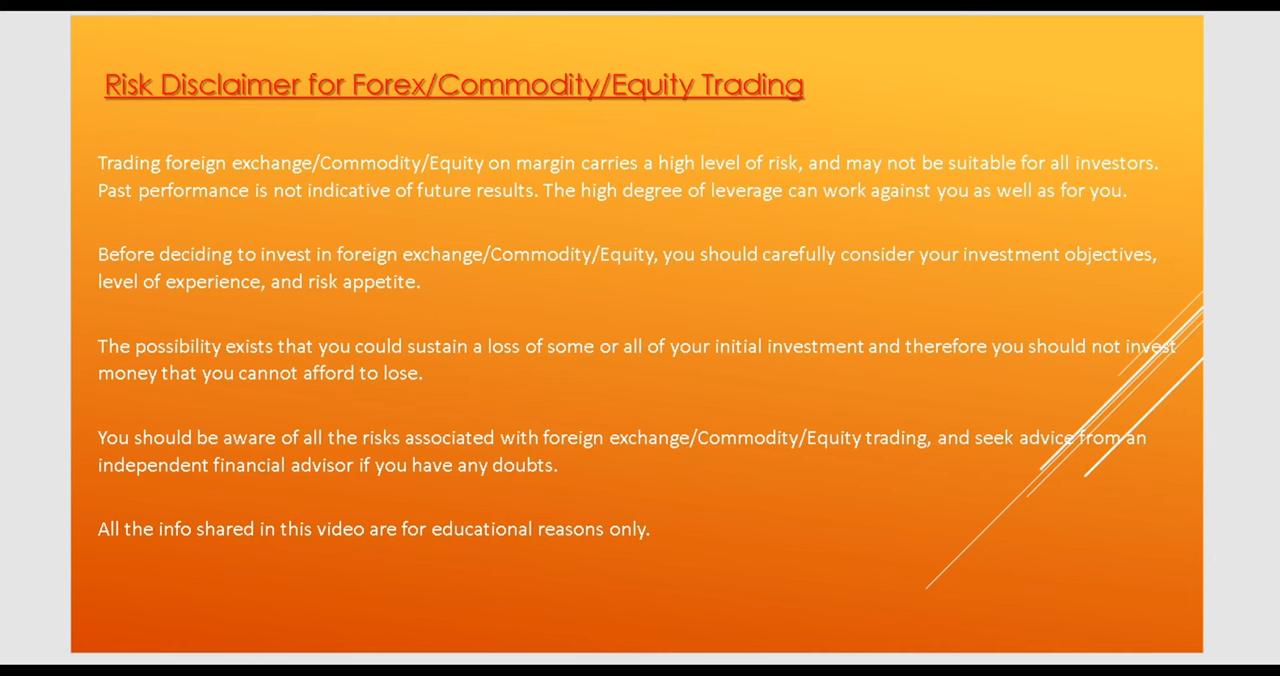 Risk Disclaimer for Forex/Commodity/Equity Trading
Trading foreign exchange/Commodity/Equity on margin carries a high level of risk, and may not be suitable for all investors.
Past performance is not indicative of future results. The high degree of leverage can work against you as well as for you.
Before deciding to invest in foreign exchange/Commodity/Equity, you should carefully consider your investment objectives,
level of experience, and risk appetite.
The possibility exists that you could sustain a loss of some or all of your initial investment and therefore you should not invest
money that you cannot afford to lose.
You should be aware of all the risks associated with foreign exchange/Commodity/Equity trading, and seek advice from an
independent financial advisor if you have any doubts.
All the info shared in this video are for educational reasons only.